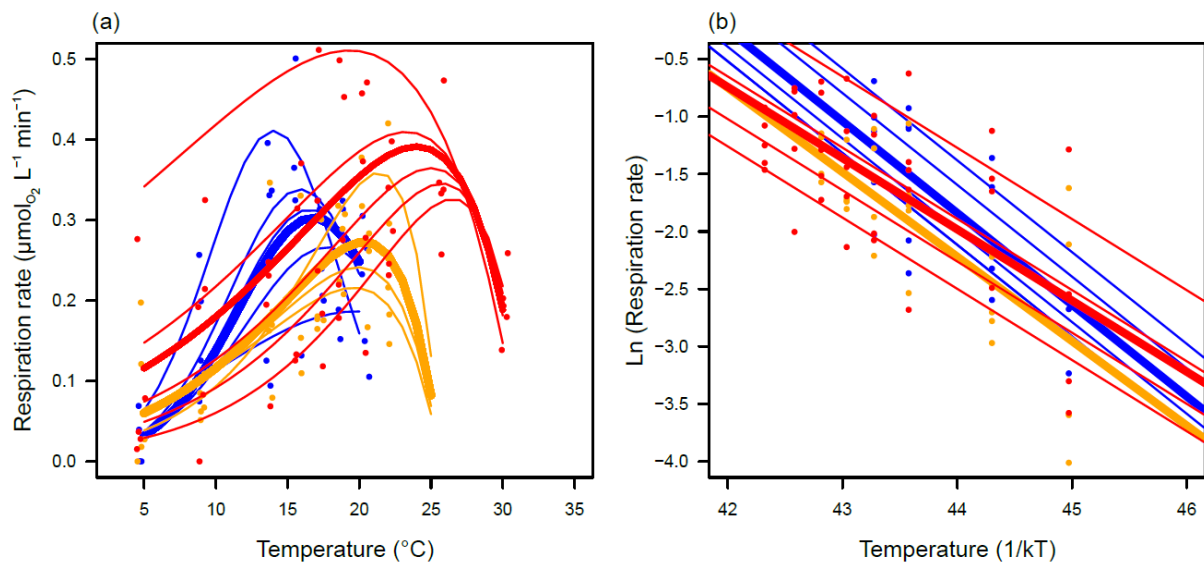 (a)
Respiration rate (µmolo₂ L⁻¹ min⁻¹)
0.5
0.4
0.3
0.2
0.1
0.0
5 10 15 20 25 30 35
Temperature (°C)
(b)
Ln (Respiration rate)
−0.5
−1.0
−1.5
−2.0
−2.5
−3.0
−3.5
−4.0
42 43 44 45 46
Temperature (1/kT)